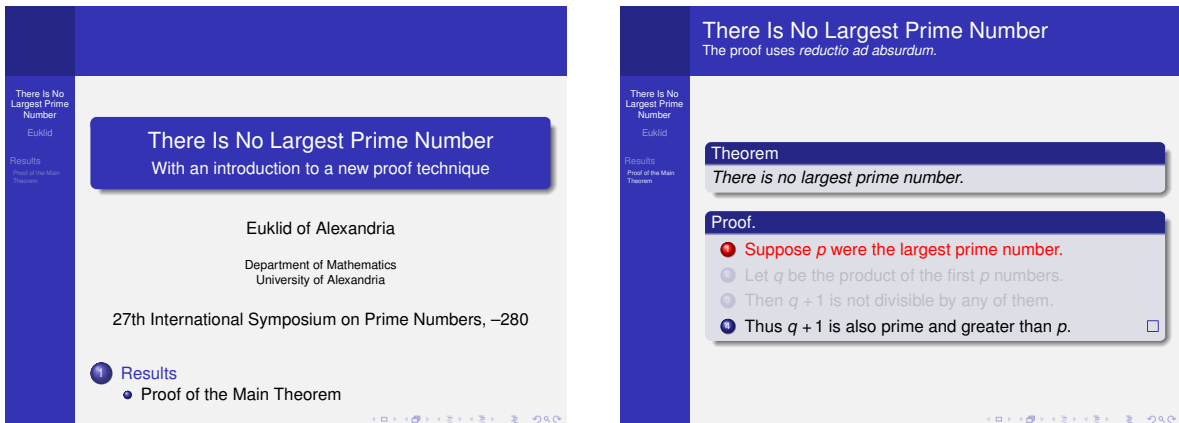 There Is No
Largest Prime
Number
Euklid
Results
Proof of the Main
Theorem
There Is No Largest Prime Number
With an introduction to a new proof technique
Euklid of Alexandria
Department of Mathematics
University of Alexandria
27th International Symposium on Prime Numbers, –280
1 Results
Proof of the Main Theorem
There Is No Largest Prime Number
The proof uses reductio ad absurdum.
There Is No
Largest Prime
Number
Euklid
Results
Proof of the Main
Theorem
Theorem
There is no largest prime number.
Proof.
1 Suppose p were the largest prime number.
2 Let q be the product of the first p numbers.
3 Then q + 1 is not divisible by any of them.
4 Thus q + 1 is also prime and greater than p. □